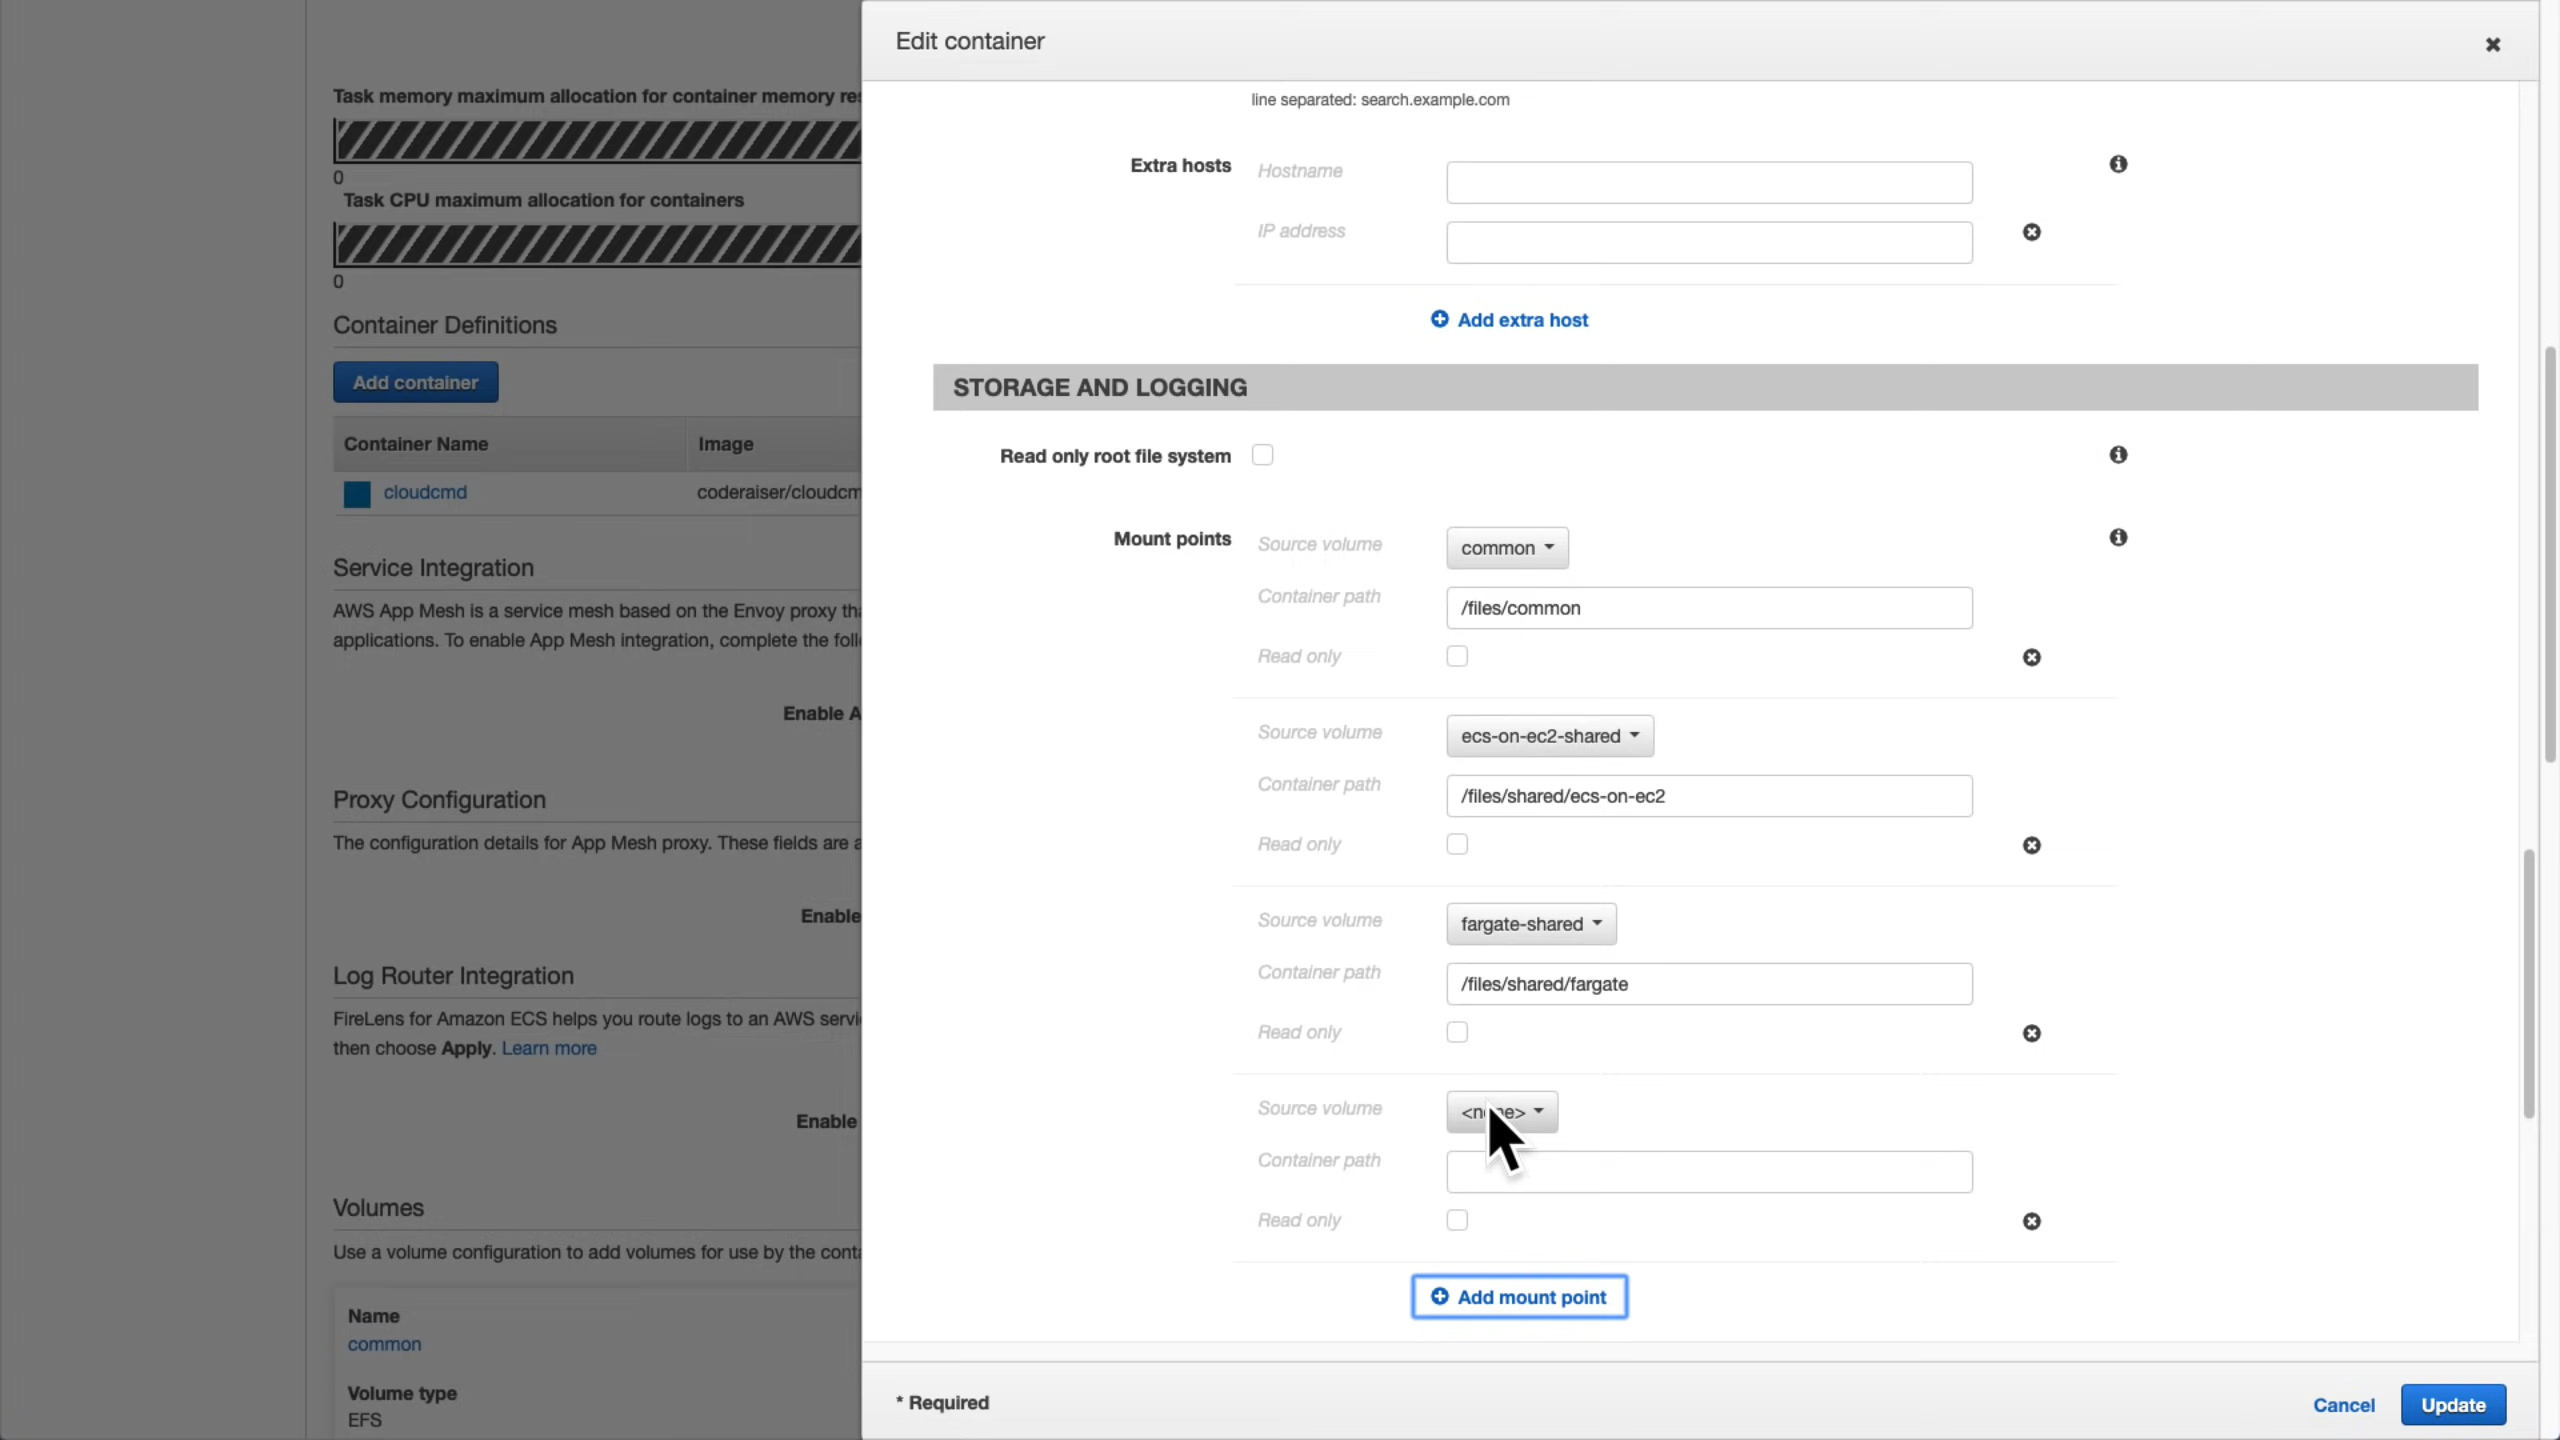 Edit container
line separated: search.example.com
Task memory maximum allocation for container memory
0
Task CPU maximum allocation for containers
0
Container Definitions
Add container
Container Name Image
cloudcmd coderaiser/cloudcm
Service Integration
AWS App Mesh is a service mesh based on the Envoy proxy
applications. To enable App Mesh integration, complete the
Enable A
Proxy Configuration
The configuration details for App Mesh proxy. These fields are
Enable
Log Router Integration
FireLens for Amazon ECS helps you route logs to an AWS
then choose Apply. Learn more
Enable
Volumes
Use a volume configuration to add volumes for use by the
Name
common
Volume type
EFS
Extra hosts Hostname
IP address
Add extra host
STORAGE AND LOGGING
Read only root file system
Mount points Source volume common
Container path /files/common
Read only
Source volume ecs-on-ec2-shared
Container path /files/shared/ecs-on-ec2
Read only
Source volume fargate-shared
Container path /files/shared/fargate
Read only
Source volume <none>
Container path
Read only
Add mount point
* Required
Cancel Update